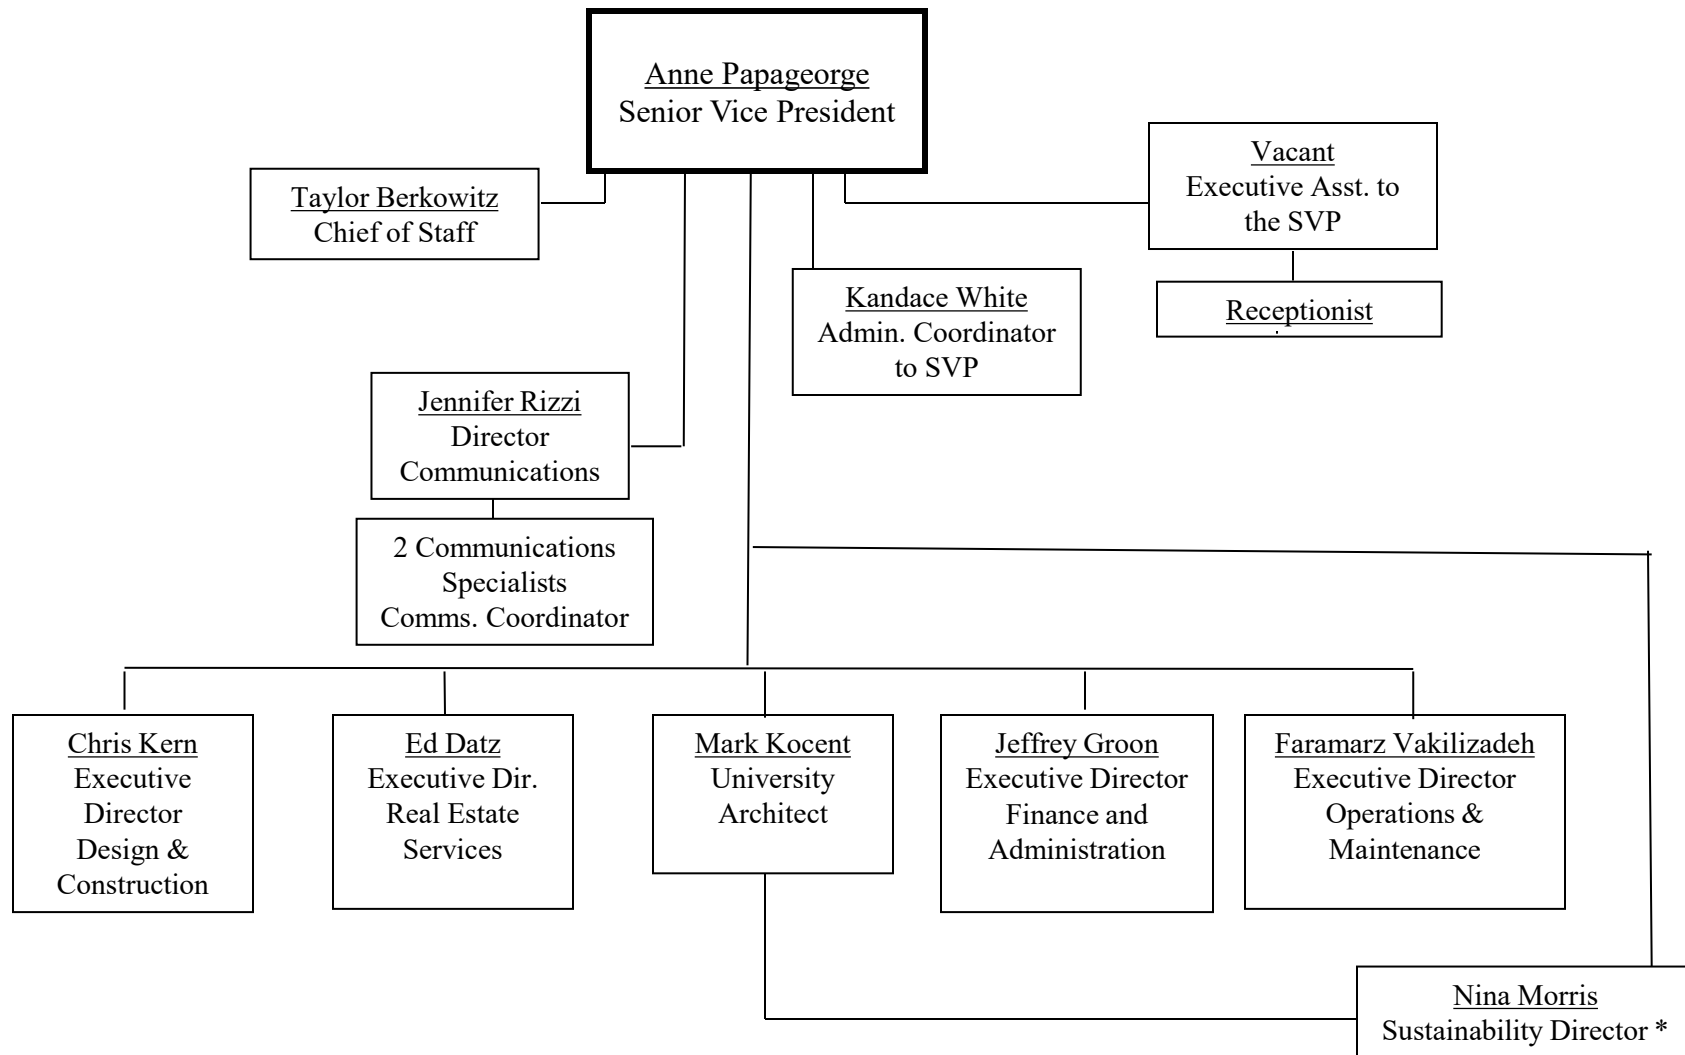 Anne Papageorge
Senior Vice President
Vacant
Executive Asst. to
the SVP
Taylor Berkowitz
Chief of Staff
Kandace White
Admin. Coordinator
to SVP
Receptionist
Jennifer Rizzi
Director
Communications
2 Communications
Specialists
Comms. Coordinator
Chris Kern
Executive
Director
Design &
Construction
Ed Datz
Executive Dir.
Real Estate
Services
Mark Kocent
University
Architect
Jeffrey Groon
Executive Director
Finance and
Administration
Faramarz Vakilizadeh
Executive Director
Operations &
Maintenance
Nina Morris
Sustainability Director *